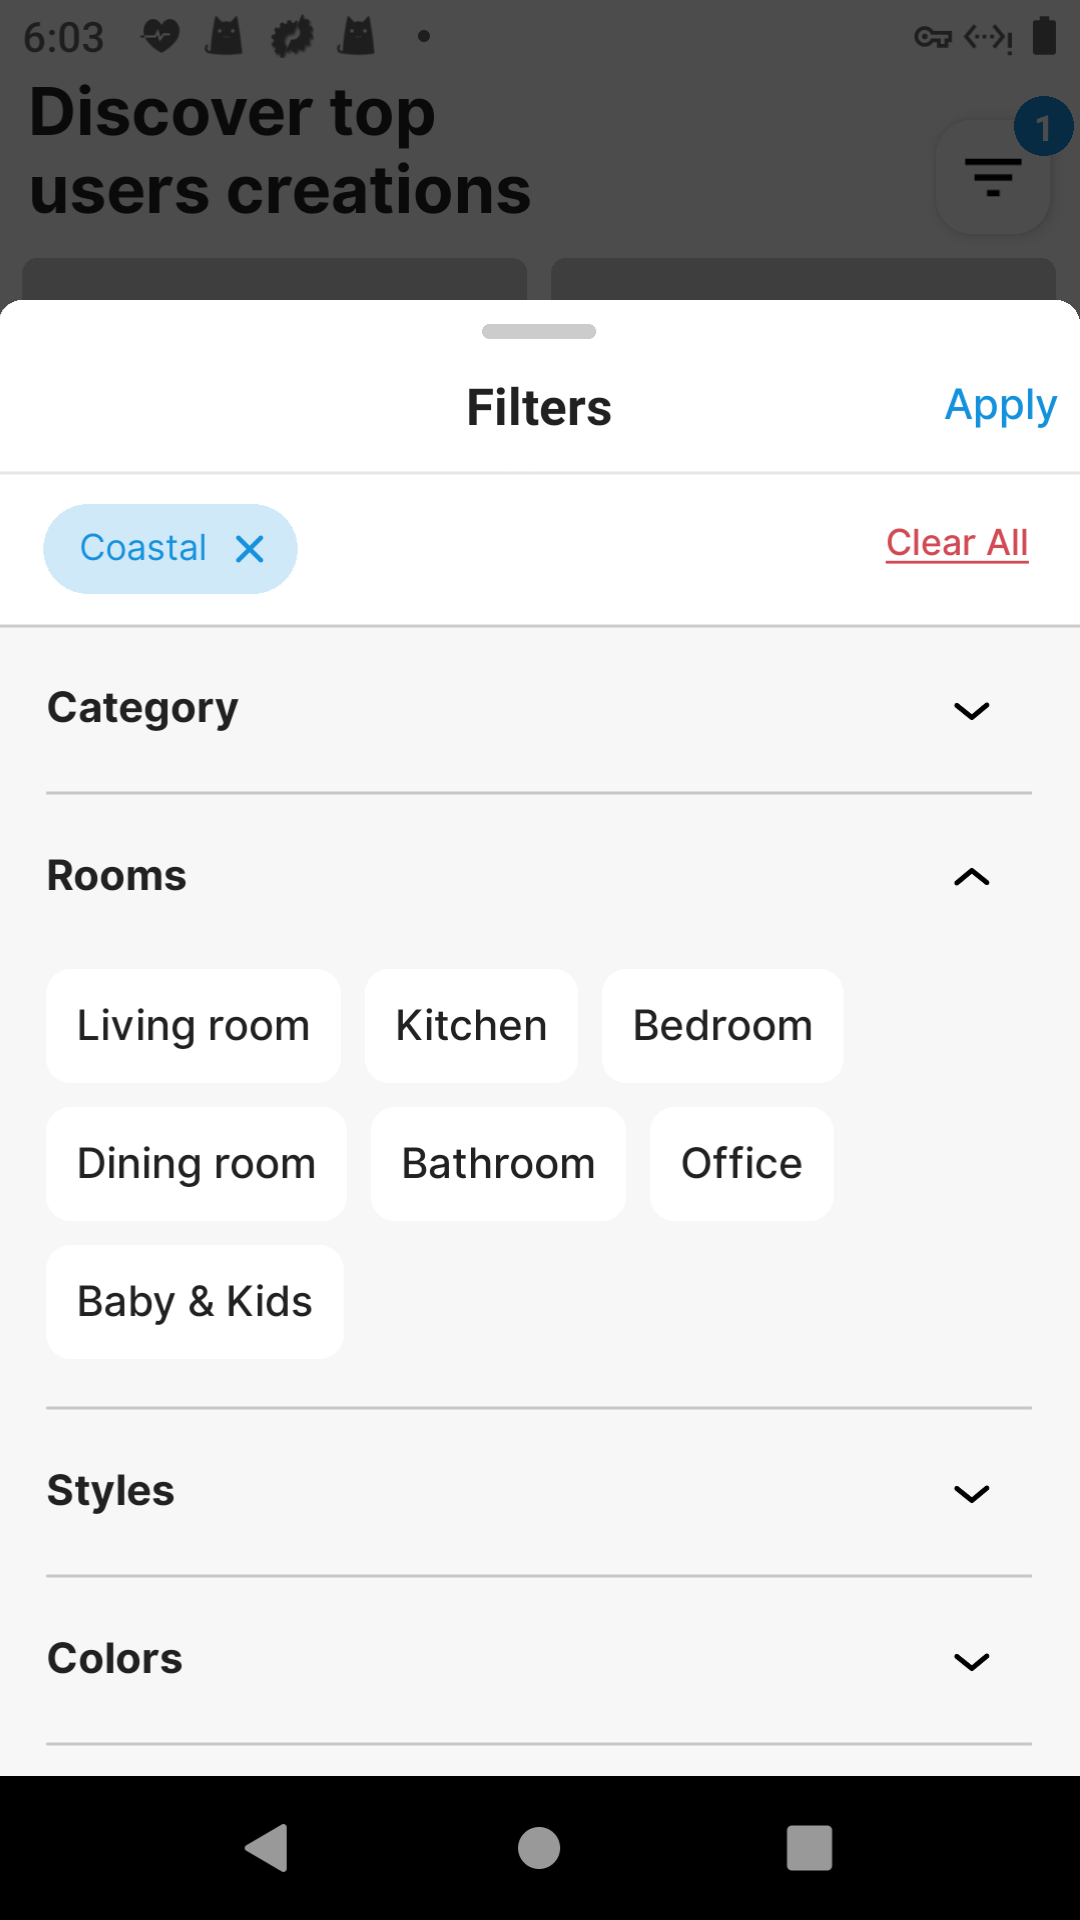 6:03
Discover top
users creations
1
Filters
Apply
Coastal
Clear All
Category
Rooms
Living room
Kitchen
Bedroom
Dining room
Bathroom
Office
Baby & Kids
Styles
Colors